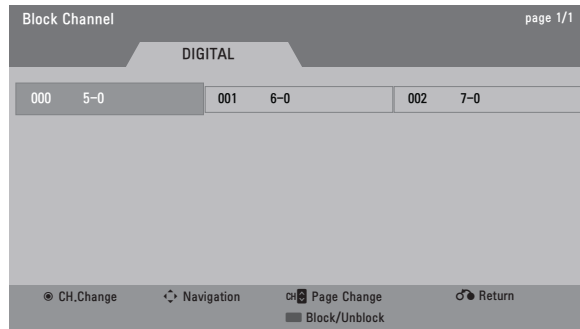 Block Channel page 1/1
DIGITAL
000 5-0 001 6-0 002 7-0
CH.Change Navigation CH Page Change Return
Block/Unblock